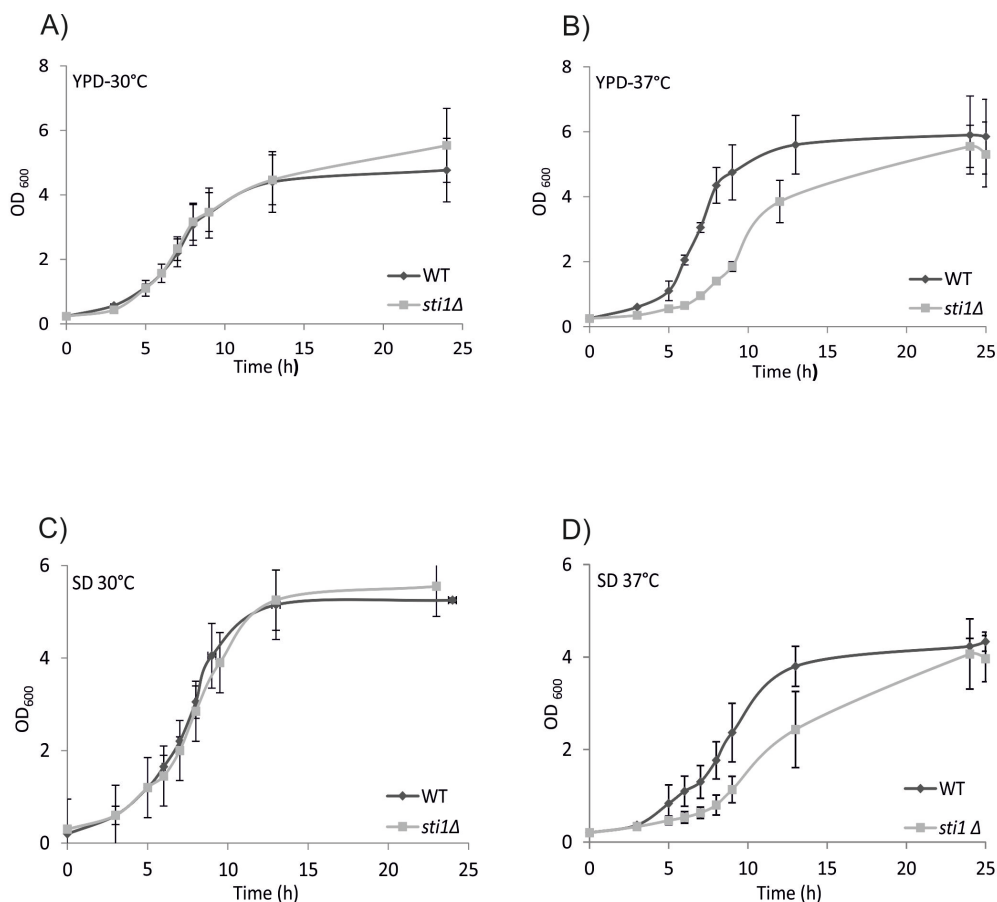 A)
YPD-30°C
8
6
4
2
0
OD 600
0 5 10 15 20 25
Time (h)
WT
sti1Δ
B)
YPD-37°C
8
6
4
2
0
OD 600
0 5 10 15 20 25
Time (h)
WT
sti1Δ
C)
SD 30°C
6
4
2
0
OD600
0 5 10 15 20 25
Time (h)
WT
sti1Δ
D)
SD 37°C
6
4
2
0
OD600
0 5 10 15 20 25
Time (h)
WT
sti1 Δ